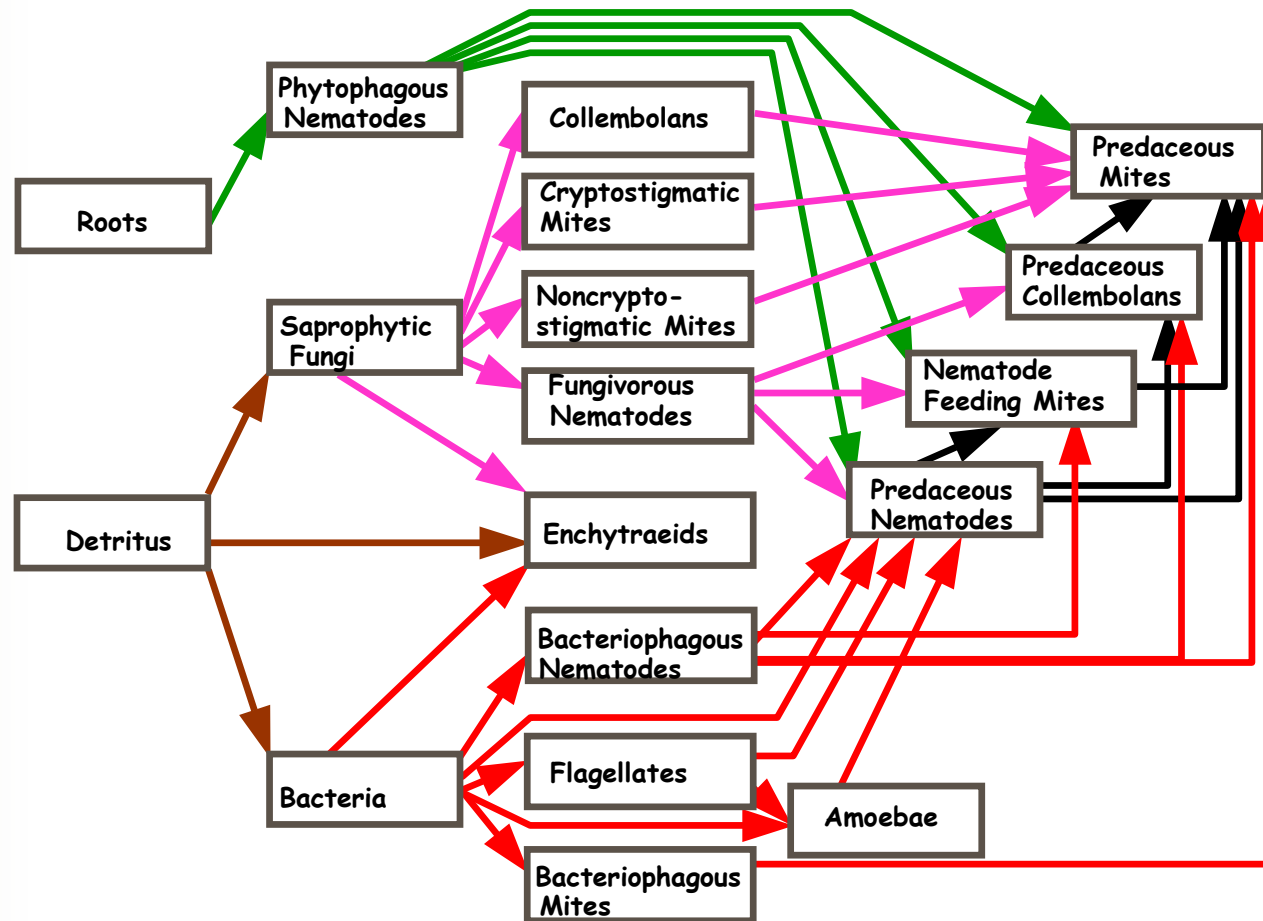 Phytophagous
Nematodes
Collembolans
Predaceous
Mites
Roots
Cryptostigmatic
Mites
Predaceous
Collembolans
Noncrypto-
stigmatic Mites
Saprophytic
Fungi
Nematode
Feeding Mites
Fungivorous
Nematodes
Predaceous
Nematodes
Detritus
Enchytraeids
Bacteriophagous
Nematodes
Flagellates
Bacteria
Amoebae
Bacteriophagous
Mites